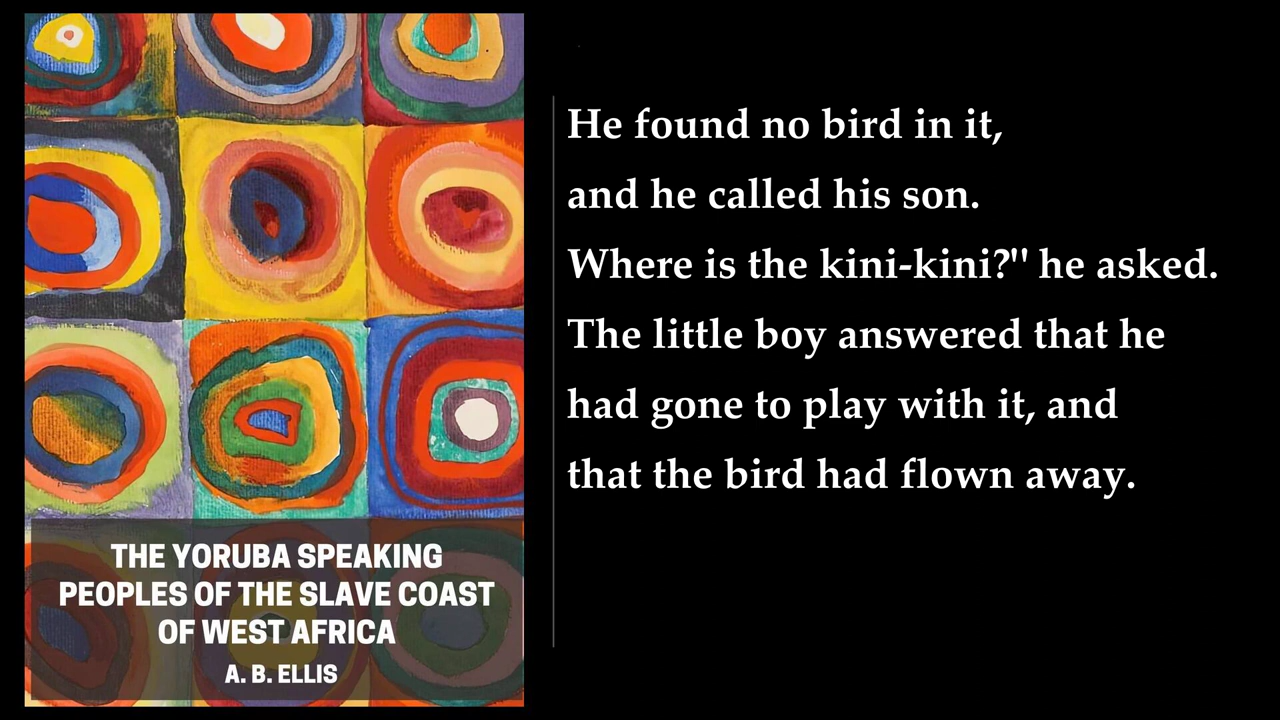 He found no bird in it,
and he called his son.
Where is the kini-kini?" he asked.
The little boy answered that he
had gone to play with it, and
that the bird had flown away.
THE YORUBA SPEAKING
PEOPLES OF THE SLAVE COAST
OF WEST AFRICA
A. B. ELLIS